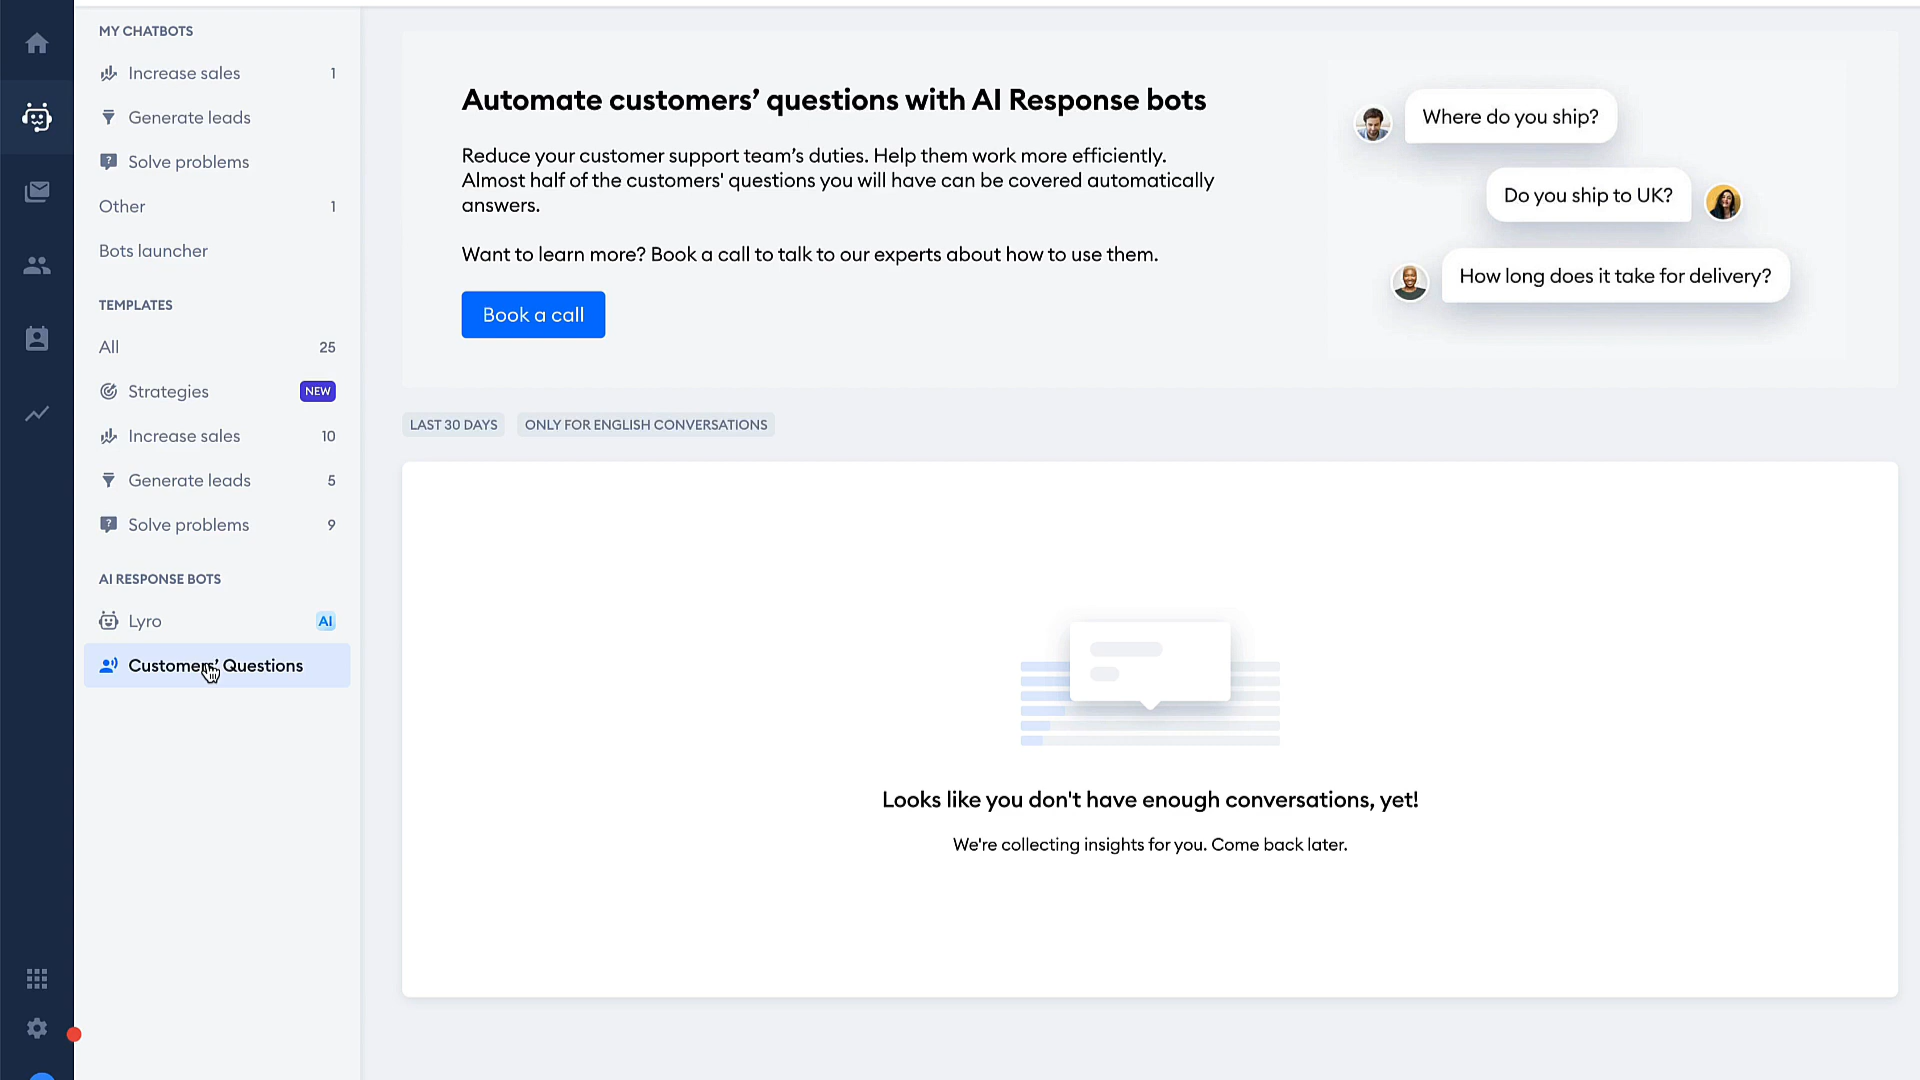 MY CHATBOTS
Increase sales 1
Generate leads
Solve problems
Other 1
Bots launcher
TEMPLATES
All 25
Strategies NEW
Increase sales 10
Generate leads 5
Solve problems 9
AI RESPONSE BOTS
Lyro AI
Customers’ Questions
Automate customers’ questions with AI Response bots
Reduce your customer support team’s duties. Help them work more efficiently.
Almost half of the customers' questions you will have can be covered automatically
answers.
Want to learn more? Book a call to talk to our experts about how to use them.
Book a call
Where do you ship?
Do you ship to UK?
How long does it take for delivery?
LAST 30 DAYS ONLY FOR ENGLISH CONVERSATIONS
Looks like you don't have enough conversations, yet!
We're collecting insights for you. Come back later.